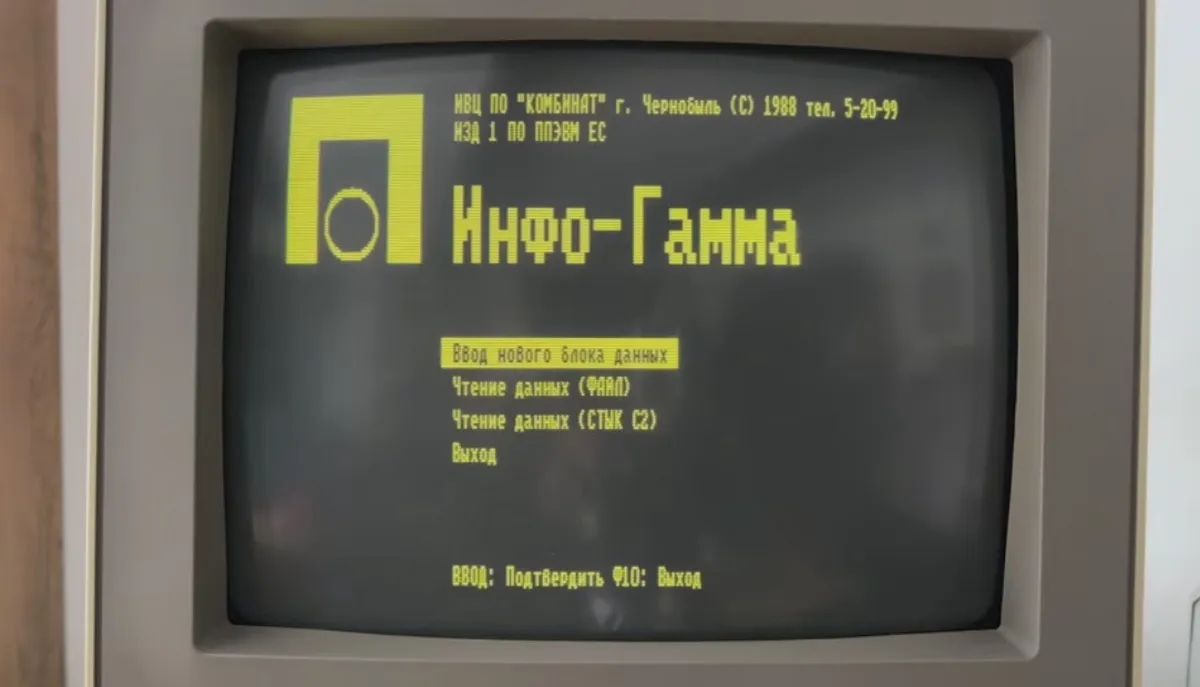 ИВЦ ПО "КОМБИНАТ" г. Чернобыль (С) 1988 тел. 5-20-99
ИЗД 1 ПО ППЭВМ ЕС
Инфо-Гамма
Ввод нового блока данных
Чтение данных (ФАЙЛ)
Чтение данных (СТЫК С2)
Выход
ВВОД: Подтвердить Ф10: Выход